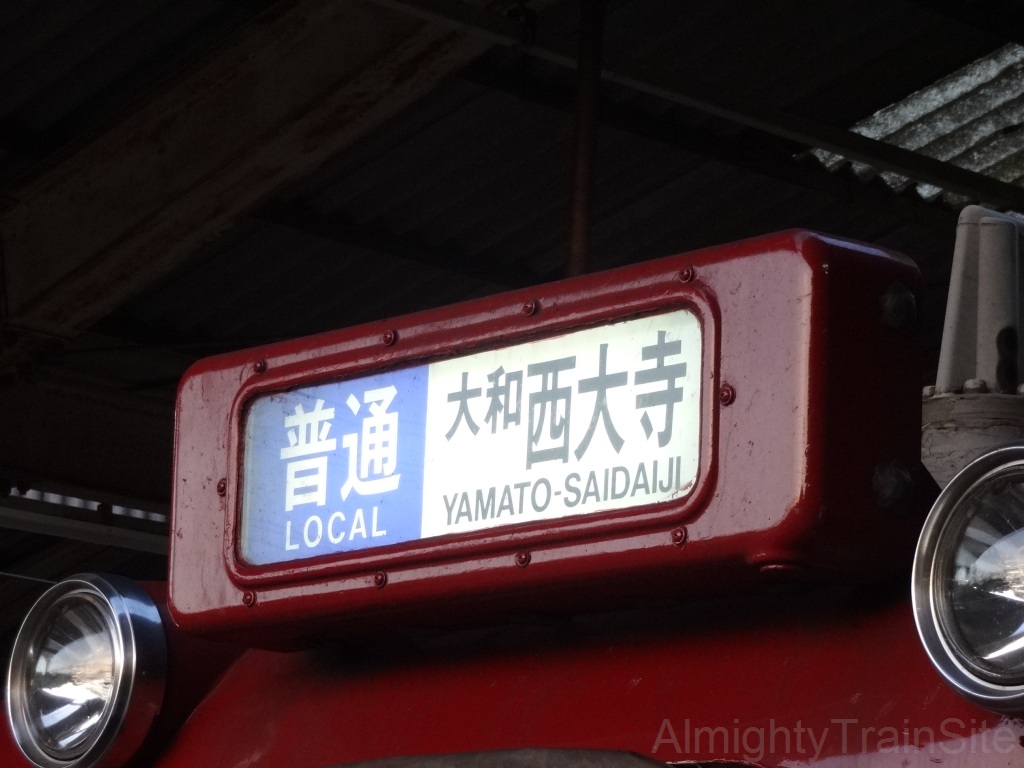 普通 大和西大寺
LOCAL YAMATO-SAIDAIJI
AlmightyTrainSite